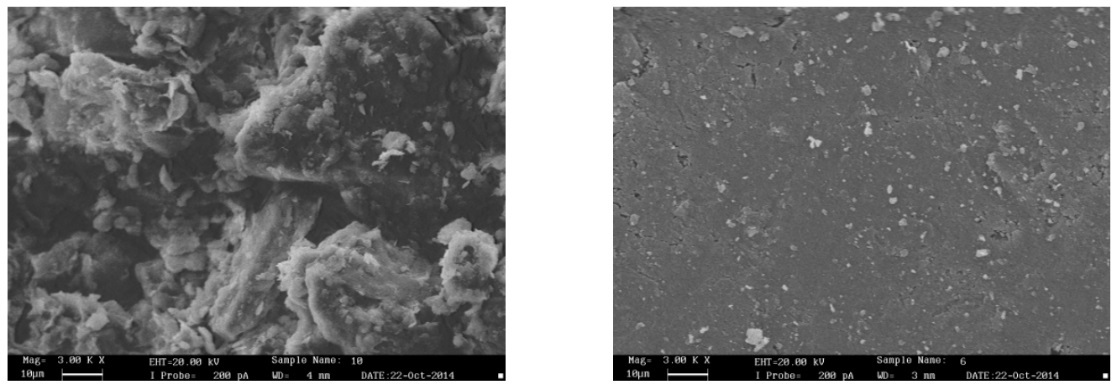 Mag= 3.00 K X EHT=20.00 kV Sample Name: 10
10µm I Probe= 200 pA WD= 4 mm DATE:22-Oct-2014
Mag= 3.00 K X EHT=20.00 kV Sample Name: 6
10µm I Probe= 200 pA WD= 3 mm DATE:22-Oct-2014